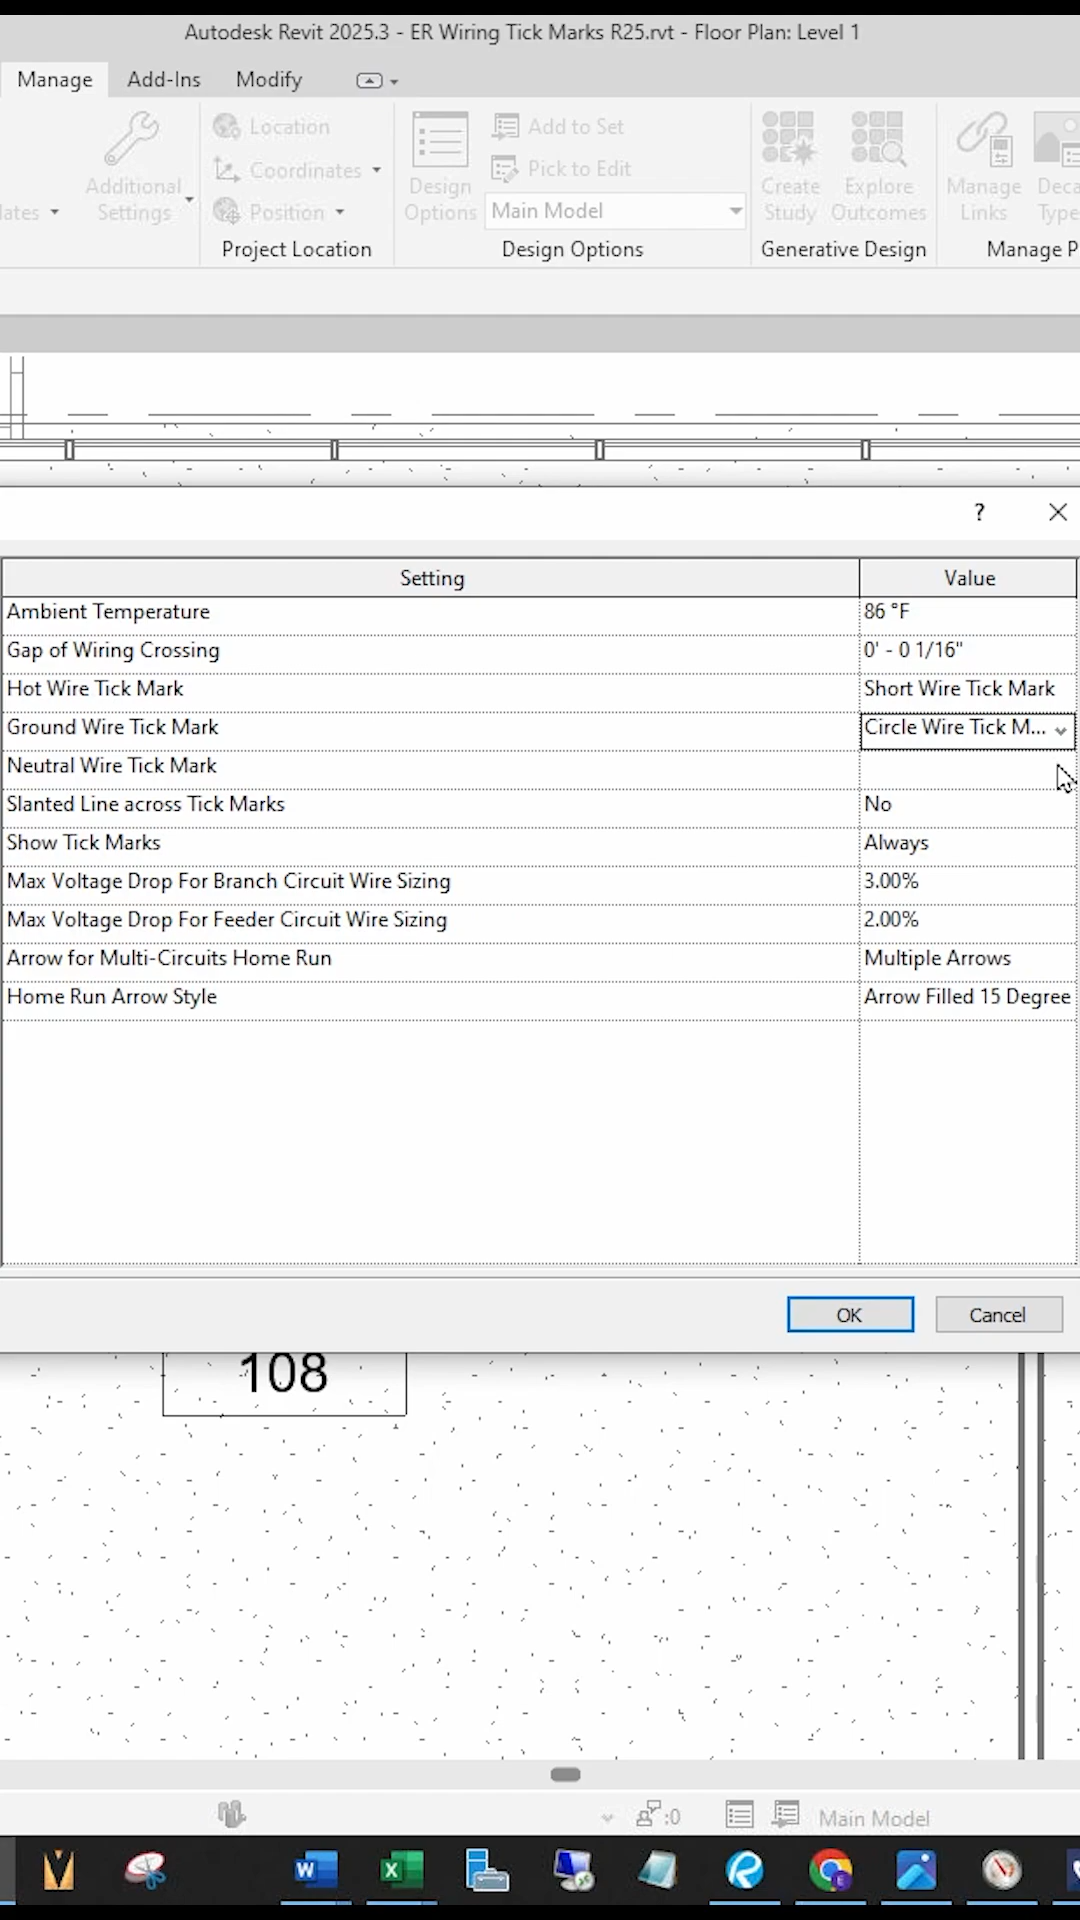 Autodesk Revit 2025.3 - ER Wiring Tick Marks R25.rvt - Floor Plan: Level 1
Manage Add-Ins Modify
Additional Settings
Location
Coordinates
Position
Project Location
Design Options
Add to Set
Pick to Edit
Main Model
Design Options
Create Study
Explore Outcomes
Generative Design
Manage Links
Type
Manage P
?
Setting Value
Ambient Temperature 86 °F
Gap of Wiring Crossing 0' - 0 1/16"
Hot Wire Tick Mark Short Wire Tick Mark
Ground Wire Tick Mark Circle Wire Tick M...
Neutral Wire Tick Mark
Slanted Line across Tick Marks No
Show Tick Marks Always
Max Voltage Drop For Branch Circuit Wire Sizing 3.00%
Max Voltage Drop For Feeder Circuit Wire Sizing 2.00%
Arrow for Multi-Circuits Home Run Multiple Arrows
Home Run Arrow Style Arrow Filled 15 Degree
OK Cancel
108
:0 Main Model